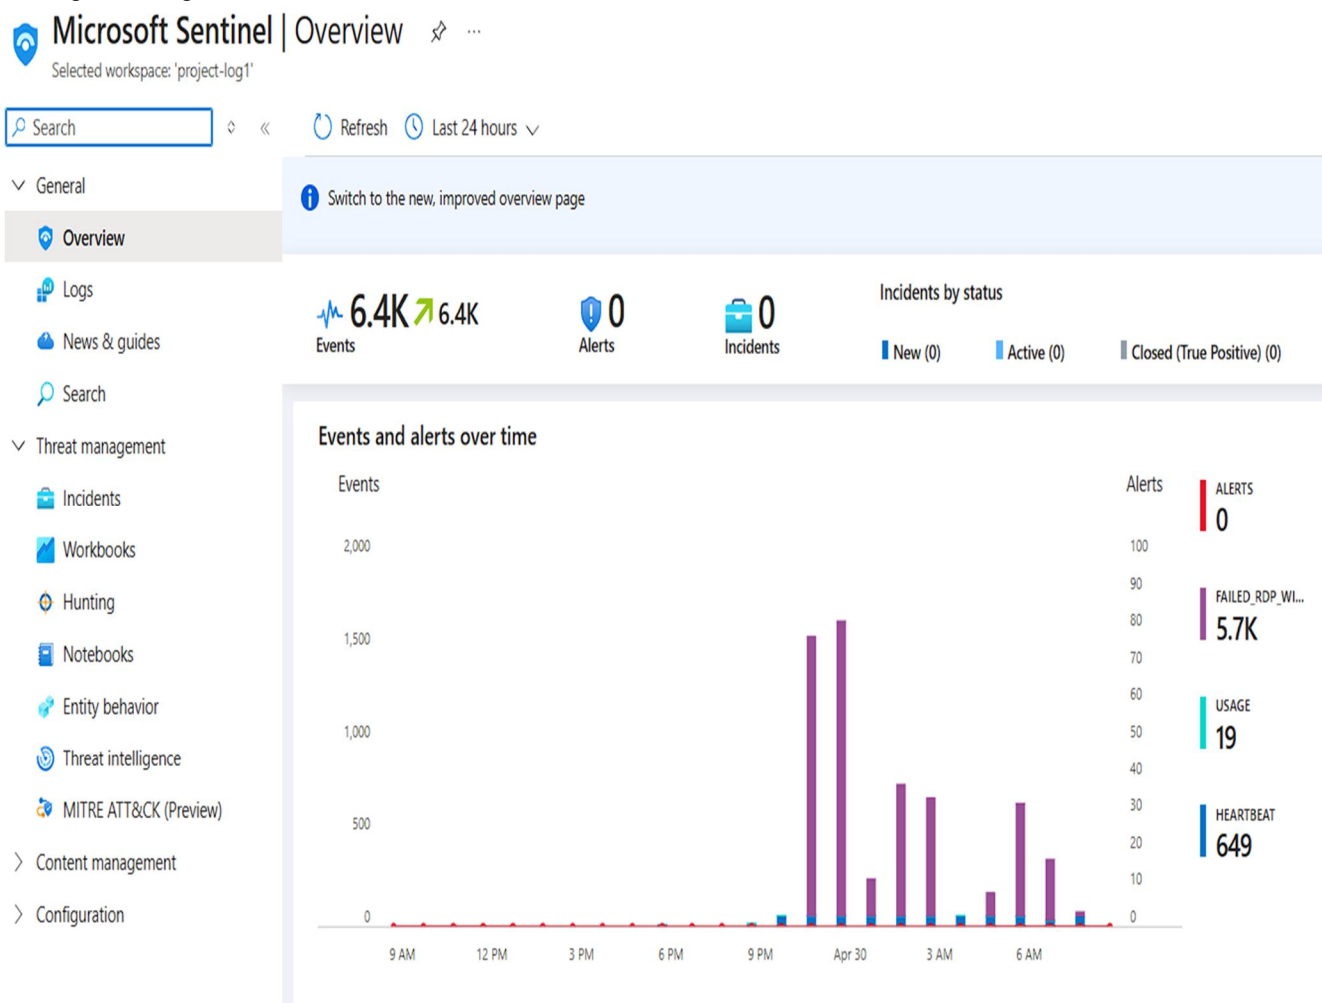 Microsoft Sentinel | Overview ...
Selected workspace: 'project-log1'
Search
Refresh Last 24 hours
General
Switch to the new, improved overview page
Overview
Logs
News & guides
Search
6.4K 6.4K
Events
0
Alerts
0
Incidents
Incidents by status
New (0) Active (0) Closed (True Positive) (0)
Threat management
Incidents
Workbooks
Hunting
Notebooks
Entity behavior
Threat intelligence
MITRE ATT&CK (Preview)
Content management
Configuration
Events and alerts over time
Events
2,000
1,500
1,000
500
0
Alerts
100
90
80
70
60
50
40
30
20
10
0
9 AM 12 PM 3 PM 6 PM 9 PM Apr 30 3 AM 6 AM
ALERTS
0
FAILED_RDP_WI...
5.7K
USAGE
19
HEARTBEAT
649